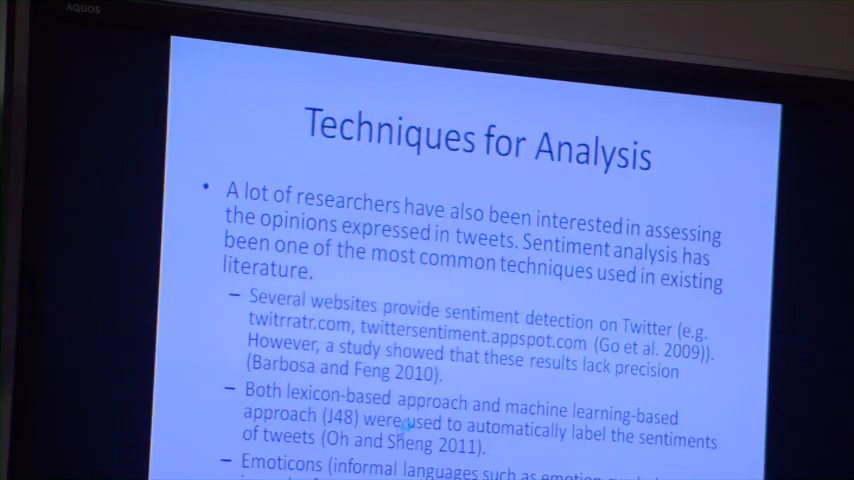 AQUOS
Techniques for Analysis
• A lot of researchers have also been interested in assessing
the opinions expressed in tweets. Sentiment analysis has
been one of the most common techniques used in existing
literature.
– Several websites provide sentiment detection on Twitter (e.g.
twitrratr.com, twittersentiment.appspot.com (Go et al. 2009)).
However, a study showed that these results lack precision
(Barbosa and Feng 2010).
– Both lexicon-based approach and machine learning-based
approach (J48) were used to automatically label the sentiments
of tweets (Oh and Sheng 2011).
– Emoticons (informal languages such as emotion